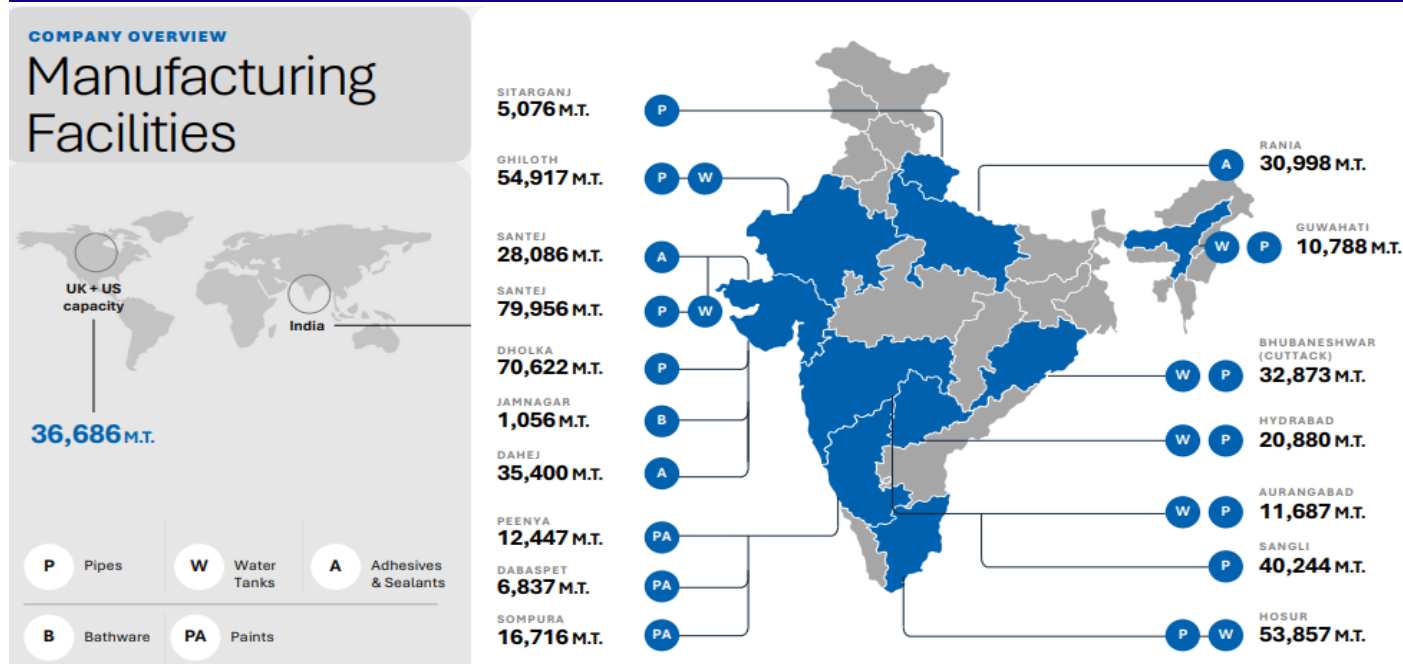 COMPANY OVERVIEW
Manufacturing
Facilities
UK + US
capacity
India
36,686 M.T.
P Pipes
W Water
Tanks
A Adhesives
& Sealants
B Bathware
PA Paints
SITARGANJ
5,076 M.T.
P
GHILOTH
54,917 M.T.
P W
SANTEJ
28,086 M.T.
A
SANTEJ
79,956 M.T.
P W
DHOLKA
70,622 M.T.
P
JAMNAGAR
1,056 M.T.
B
DAHEJ
35,400 M.T.
A
PEENYA
12,447 M.T.
PA
DABASPET
6,837 M.T.
PA
SOMPURA
16,716 M.T.
PA
RANIA
A 30,998 M.T.
GUWAHATI
W P 10,788 M.T.
BHUBANESHWAR
(CUTTACK)
W P 32,873 M.T.
HYDRABAD
W P 20,880 M.T.
AURANGABAD
W P 11,687 M.T.
SANGLI
P 40,244 M.T.
HOSUR
P W 53,857 M.T.